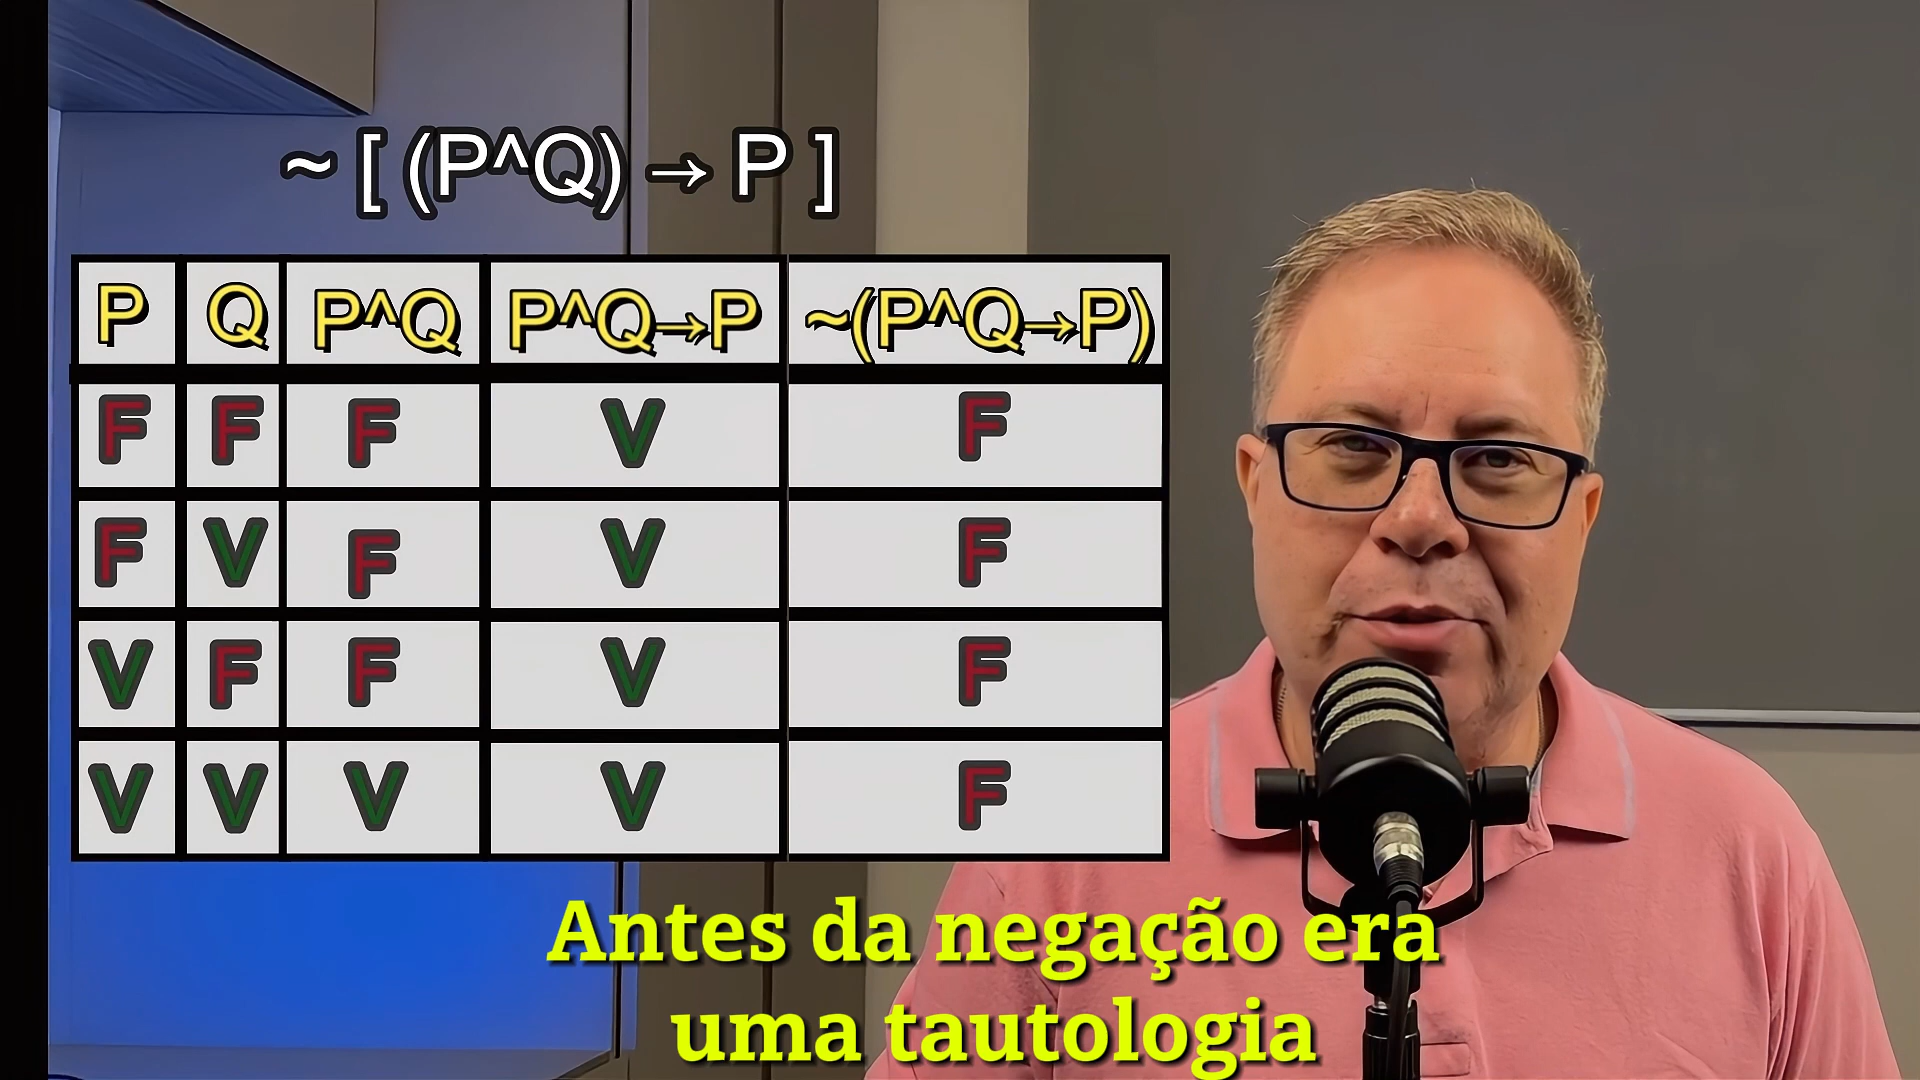 ~ [ (P^Q) → P ]
P Q P^Q P^Q→P ~(P^Q→P)
F F F V F
F V F V F
V F F V F
V V V V F
Antes da negação era
uma tautologia